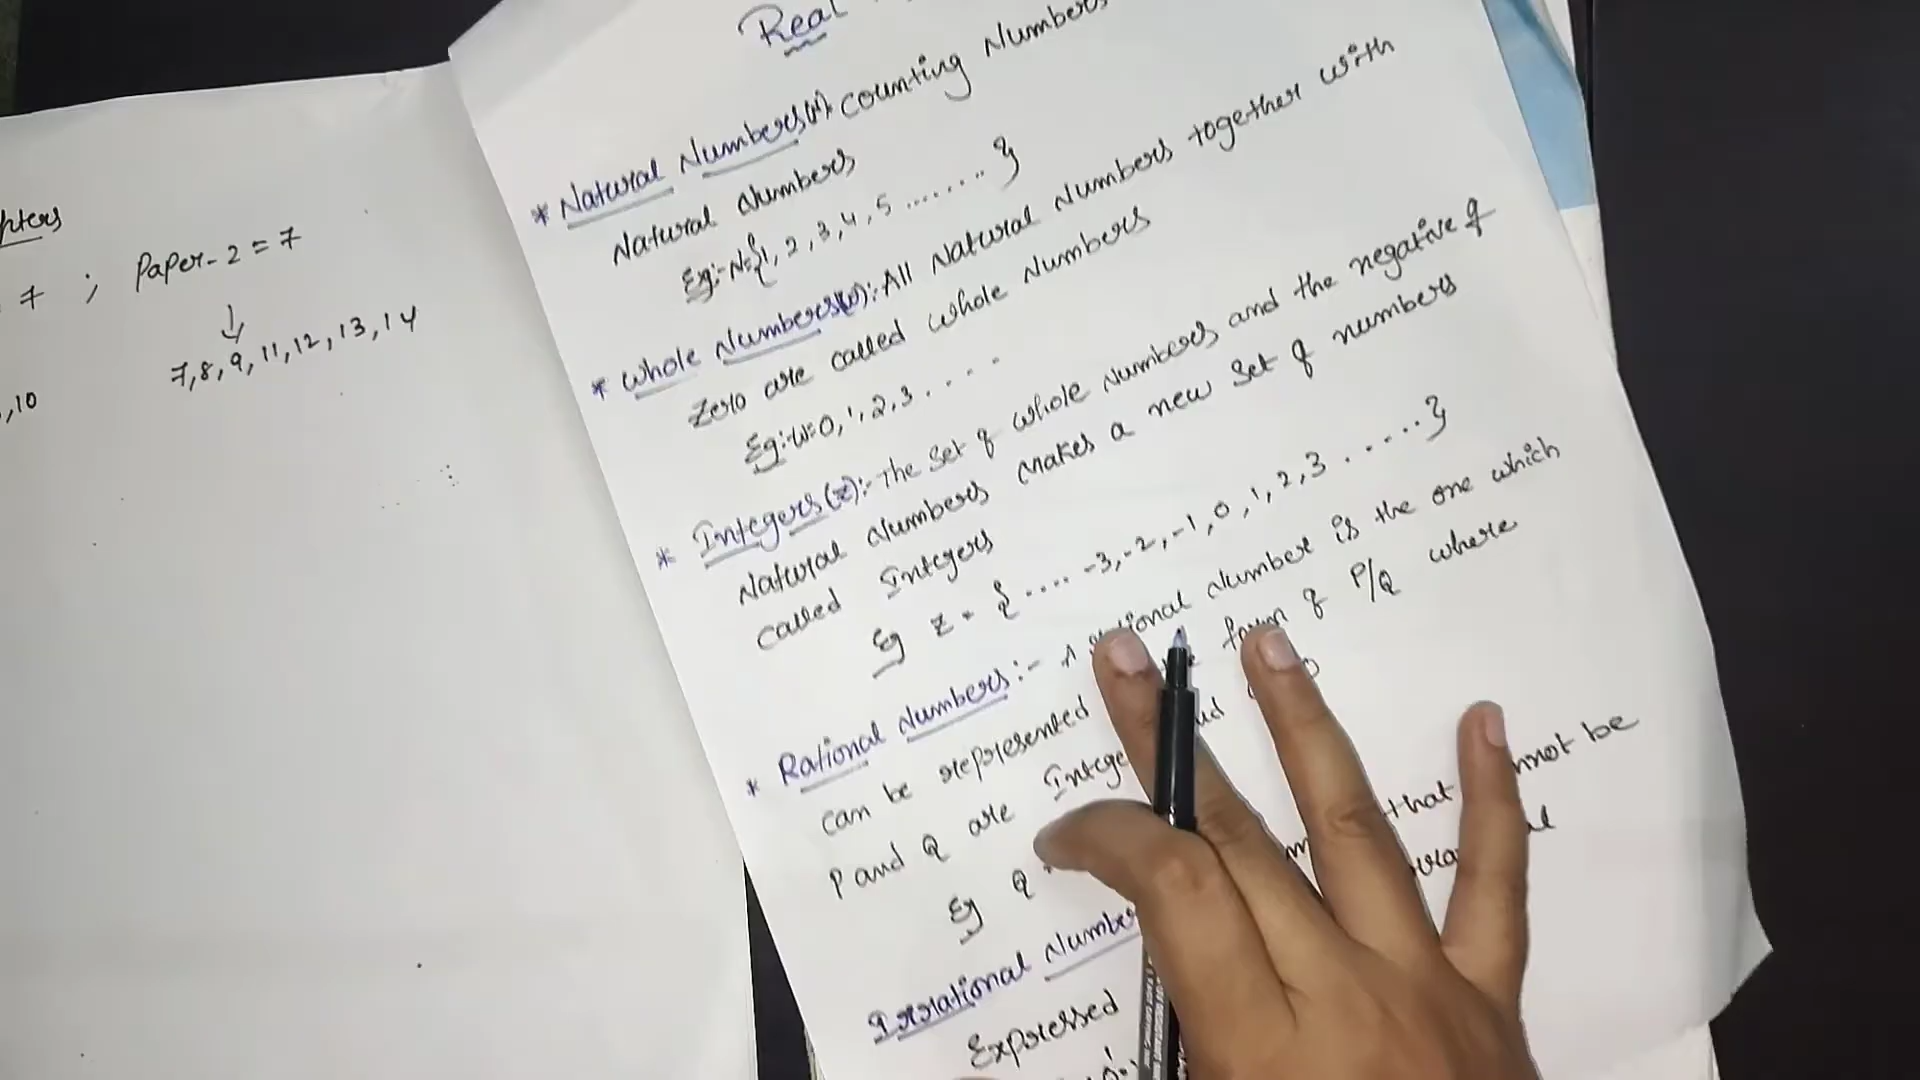 pters
7 ; Paper-2 = 7
↓
7,8,9,11,12,13,14
,10
Real
* Natural Numbers(N): counting Numbers
Natural Numbers
Eg:- N={1, 2, 3, 4, 5 ....... }
* Whole Numbers(W):- All Natural Numbers together with
Zero are called whole Numbers
Eg:- W=0, 1, 2, 3 . . . .
* Integers(Z):- The Set of whole Numbers and the negative of
Natural Numbers makes a new Set of numbers
called Integers
Eg Z = { .... -3, -2, -1, 0, 1, 2, 3 ..... }
* Rational Numbers:- A Number is the one which
can be represented form of P/Q where
P and Q are
Eg Q
Irrational
that be
Expressed